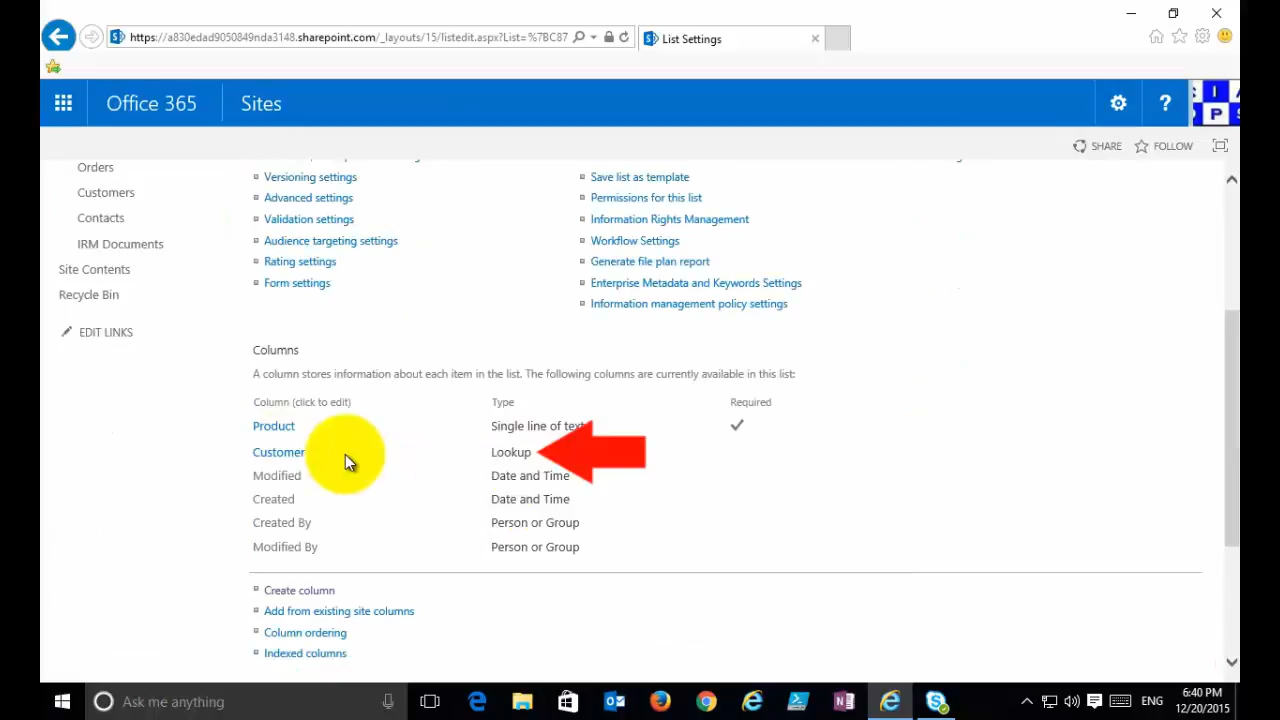 https://a830edad9050849nda3148.sharepoint.com/_layouts/15/listedit.aspx?List=%7BC87
List Settings
Office 365
Sites
SHARE
FOLLOW
Orders
Customers
Contacts
IRM Documents
Site Contents
Recycle Bin
EDIT LINKS
Versioning settings
Advanced settings
Validation settings
Audience targeting settings
Rating settings
Form settings
Save list as template
Permissions for this list
Information Rights Management
Workflow Settings
Generate file plan report
Enterprise Metadata and Keywords Settings
Information management policy settings
Columns
A column stores information about each item in the list. The following columns are currently available in this list:
Column (click to edit) Type Required
Product Single line of text
Customer Lookup
Modified Date and Time
Created Date and Time
Created By Person or Group
Modified By Person or Group
Create column
Add from existing site columns
Column ordering
Indexed columns
Ask me anything
ENG
6:40 PM
12/20/2015